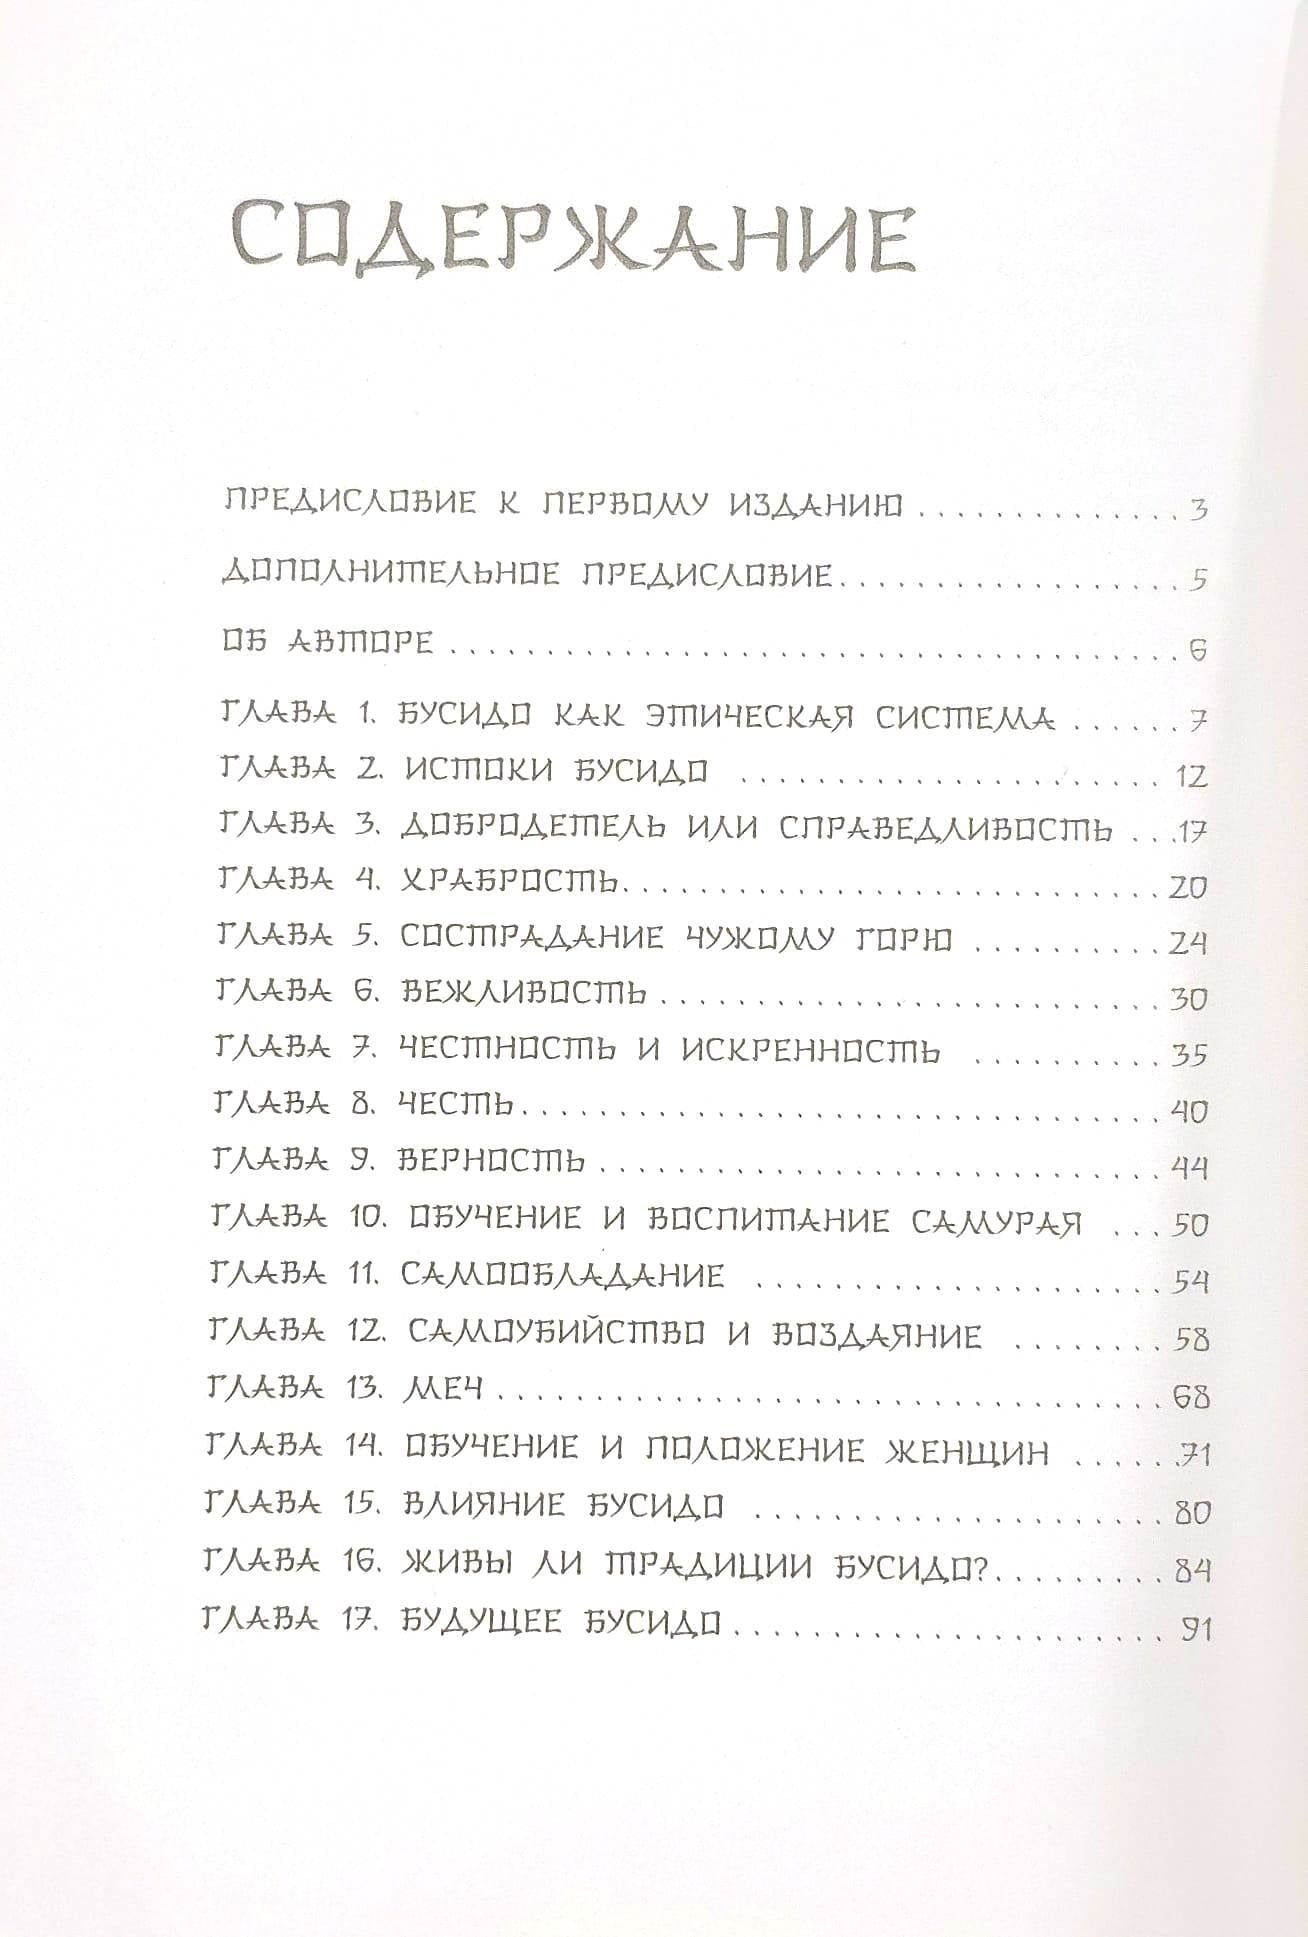 СОДЕРЖАНИЕ
ПРЕДИСЛОВИЕ К ПЕРВОМУ ИЗДАНИЮ .............. 3
ДОПОЛНИТЕЛЬНОЕ ПРЕДИСЛОВИЕ.................. 5
ОБ АВТОРЕ ...................................... 6
ГЛАВА 1. БУСИДО КАК ЭТИЧЕСКАЯ СИСТЕМА ...... 7
ГЛАВА 2. ИСТОКИ БУСИДО ...................... 12
ГЛАВА 3. ДОБРОДЕТЕЛЬ ИЛИ СПРАВЕДЛИВОСТЬ ...17
ГЛАВА 4. ХРАБРОСТЬ............................20
ГЛАВА 5. СОСТРАДАНИЕ ЧУЖОМУ ГОРЮ ..........24
ГЛАВА 6. ВЕЖЛИВОСТЬ ..........................30
ГЛАВА 7. ЧЕСТНОСТЬ И ИСКРЕННОСТЬ ..........35
ГЛАВА 8. ЧЕСТЬ.................................40
ГЛАВА 9. ВЕРНОСТЬ .............................44
ГЛАВА 10. ОБУЧЕНИЕ И ВОСПИТАНИЕ САМУРАЯ ...50
ГЛАВА 11. САМООБЛАДАНИЕ .....................54
ГЛАВА 12. САМОУБИЙСТВО И ВОЗДАЯНИЕ ........58
ГЛАВА 13. МЕЧ ..................................68
ГЛАВА 14. ОБУЧЕНИЕ И ПОЛОЖЕНИЕ ЖЕНЩИН ......71
ГЛАВА 15. ВЛИЯНИЕ БУСИДО .....................80
ГЛАВА 16. ЖИВЫ ЛИ ТРАДИЦИИ БУСИДО?.........84
ГЛАВА 17. БУДУЩЕЕ БУСИДО ...................... 91